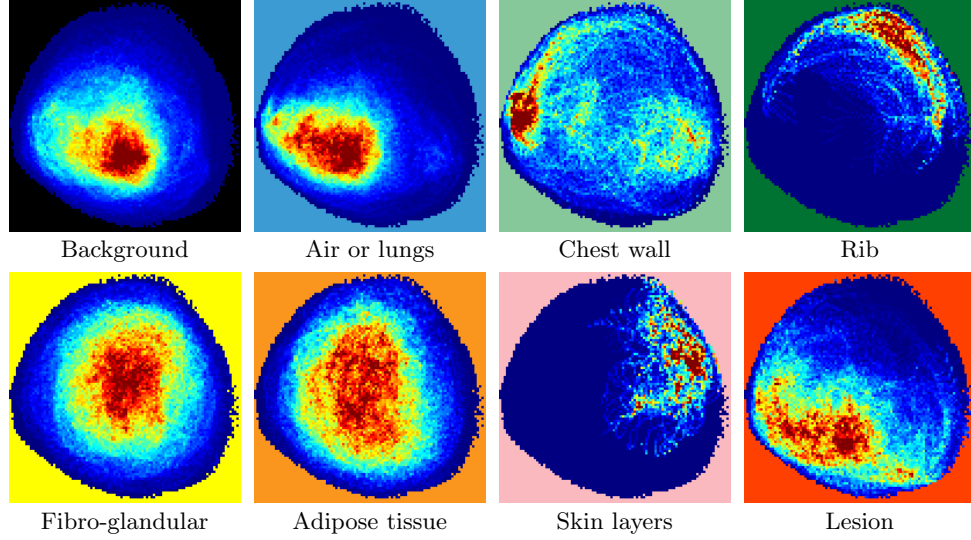 Background
Air or lungs
Chest wall
Rib
Fibro-glandular
Adipose tissue
Skin layers
Lesion